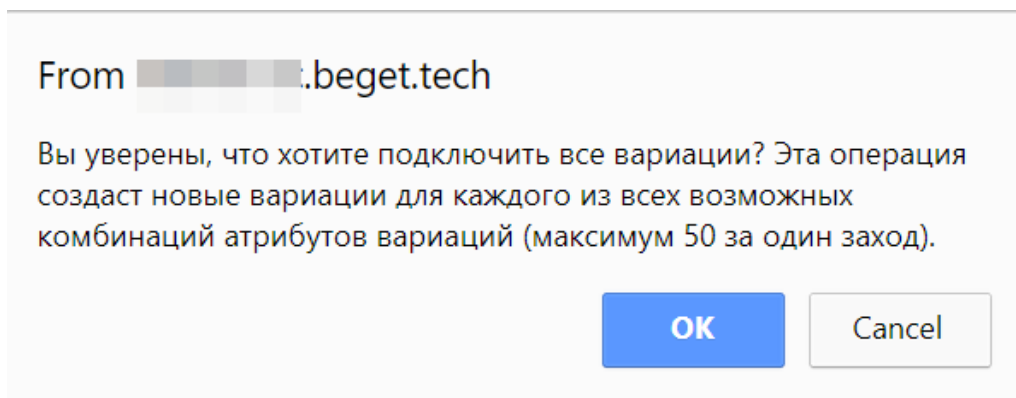 From .beget.tech
Вы уверены, что хотите подключить все вариации? Эта операция
создаст новые вариации для каждого из всех возможных
комбинаций атрибутов вариаций (максимум 50 за один заход).
OK Cancel